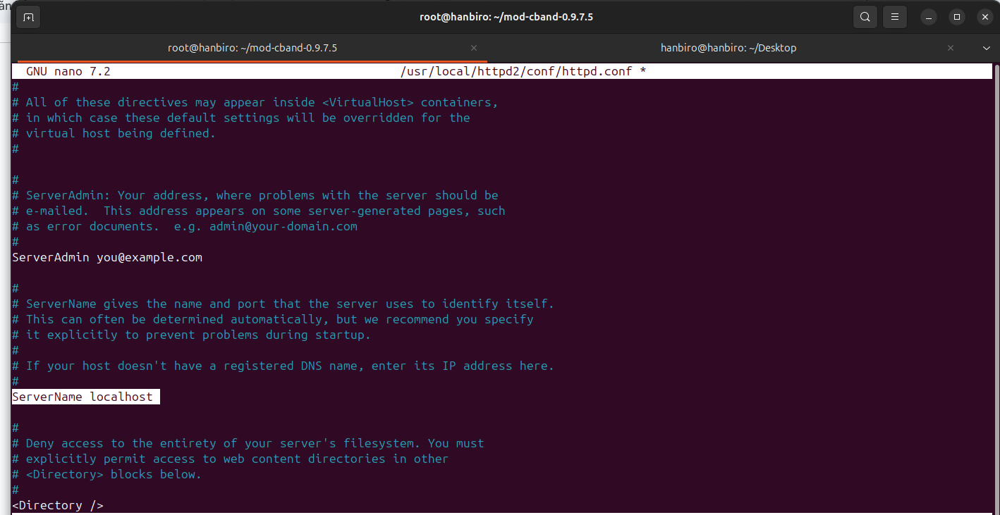 ăn
root@hanbiro: ~/mod-cband-0.9.7.5
root@hanbiro: ~/mod-cband-0.9.7.5
hanbiro@hanbiro: ~/Desktop
GNU nano 7.2 /usr/local/httpd2/conf/httpd.conf *
#
# All of these directives may appear inside <VirtualHost> containers,
# in which case these default settings will be overridden for the
# virtual host being defined.
#
#
# ServerAdmin: Your address, where problems with the server should be
# e-mailed.  This address appears on some server-generated pages, such
# as error documents.  e.g. admin@your-domain.com
#
ServerAdmin you@example.com
#
# ServerName gives the name and port that the server uses to identify itself.
# This can often be determined automatically, but we recommend you specify
# it explicitly to prevent problems during startup.
#
# If your host doesn't have a registered DNS name, enter its IP address here.
#
ServerName localhost
#
# Deny access to the entirety of your server's filesystem. You must
# explicitly permit access to web content directories in other
# <Directory> blocks below.
#
<Directory />